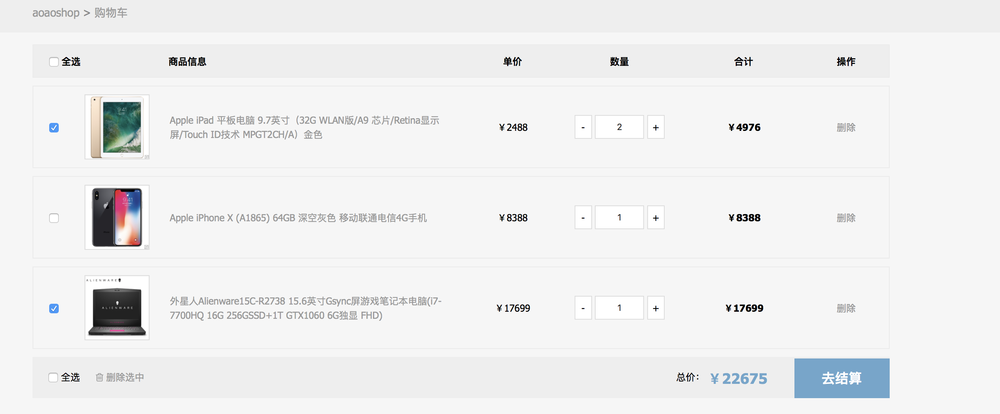 aoaoshop > 购物车
全选 商品信息 单价 数量 合计 操作
9:41
Apple iPad 平板电脑 9.7英寸（32G WLAN版/A9 芯片/Retina显示
屏/Touch ID技术 MPGT2CH/A）金色
¥ 2488 - 2 + ¥ 4976 删除
9:41
Apple iPhone X (A1865) 64GB 深空灰色 移动联通电信4G手机
¥ 8388 - 1 + ¥ 8388 删除
ALIENWARE
ALIENWARE
外星人Alienware15C-R2738 15.6英寸Gsync屏游戏笔记本电脑(i7-
7700HQ 16G 256GSSD+1T GTX1060 6G独显 FHD)
¥ 17699 - 1 + ¥ 17699 删除
全选 删除选中 总价： ¥ 22675 去结算